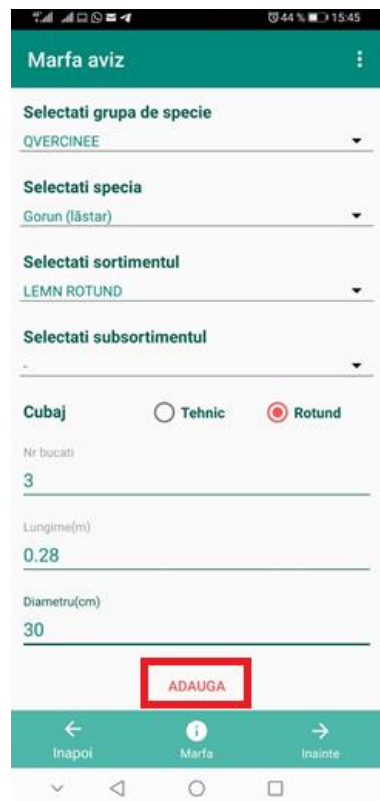 44 % 15:45
Marfa aviz
Selectati grupa de specie
QVERCINEE
Selectati specia
Gorun (lăstar)
Selectati sortimentul
LEMN ROTUND
Selectati subsortimentul
-
Cubaj Tehnic Rotund
Nr bucati
3
Lungime(m)
0.28
Diametru(cm)
30
ADAUGA
Inapoi Marfa Inainte